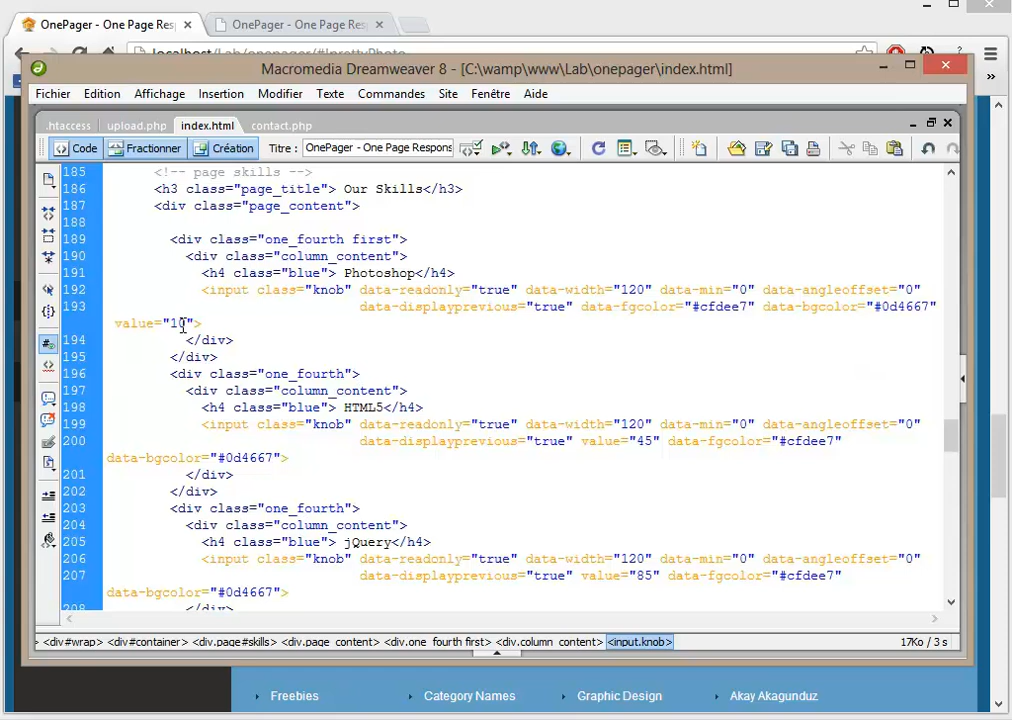 OnePager - One Page Res
OnePager - One Page Res
localhost/Lab/onepager/#!prettyPhoto
Macromedia Dreamweaver 8 - [C:\wamp\www\Lab\onepager\index.html]
Fichier Edition Affichage Insertion Modifier Texte Commandes Site Fenêtre Aide
.htaccess upload.php index.html contact.php
Code Fractionner Création Titre : OnePager - One Page Respons
185 <!-- page skills -->
186 <h3 class="page_title"> Our Skills</h3>
187 <div class="page_content">
188
189 <div class="one_fourth first">
190 <div class="column_content">
191 <h4 class="blue"> Photoshop</h4>
192 <input class="knob" data-readonly="true" data-width="120" data-min="0" data-angleoffset="0"
193 data-displayprevious="true" data-fgcolor="#cfdee7" data-bgcolor="#0d4667"
value="10">
194 </div>
195 </div>
196 <div class="one_fourth">
197 <div class="column_content">
198 <h4 class="blue"> HTML5</h4>
199 <input class="knob" data-readonly="true" data-width="120" data-min="0" data-angleoffset="0"
200 data-displayprevious="true" value="45" data-fgcolor="#cfdee7"
data-bgcolor="#0d4667">
201 </div>
202 </div>
203 <div class="one_fourth">
204 <div class="column_content">
205 <h4 class="blue"> jQuery</h4>
206 <input class="knob" data-readonly="true" data-width="120" data-min="0" data-angleoffset="0"
207 data-displayprevious="true" value="85" data-fgcolor="#cfdee7"
data-bgcolor="#0d4667">
208 </div>
<div#wrap> <div#container> <div.page#skills> <div.page_content> <div.one_fourth first> <div.column_content> <input.knob> 17Ko / 3 s
Freebies Category Names Graphic Design Akay Akagunduz